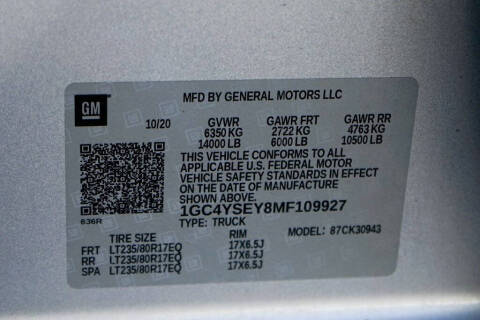 GM
MFD BY GENERAL MOTORS LLC
10/20 GVWR GAWR FRT GAWR RR
6350 KG 2722 KG 4763 KG
14000 LB 6000 LB 10500 LB
THIS VEHICLE CONFORMS TO ALL
APPLICABLE U.S. FEDERAL MOTOR
VEHICLE SAFETY STANDARDS IN EFFECT
ON THE DATE OF MANUFACTURE
SHOWN ABOVE.
1GC4YSEY8MF109927
636R TYPE: TRUCK MODEL: 87CK30943
TIRE SIZE RIM
FRT LT235/80R17EQ 17X6.5J
RR LT235/80R17EQ 17X6.5J
SPA LT235/80R17EQ 17X6.5J